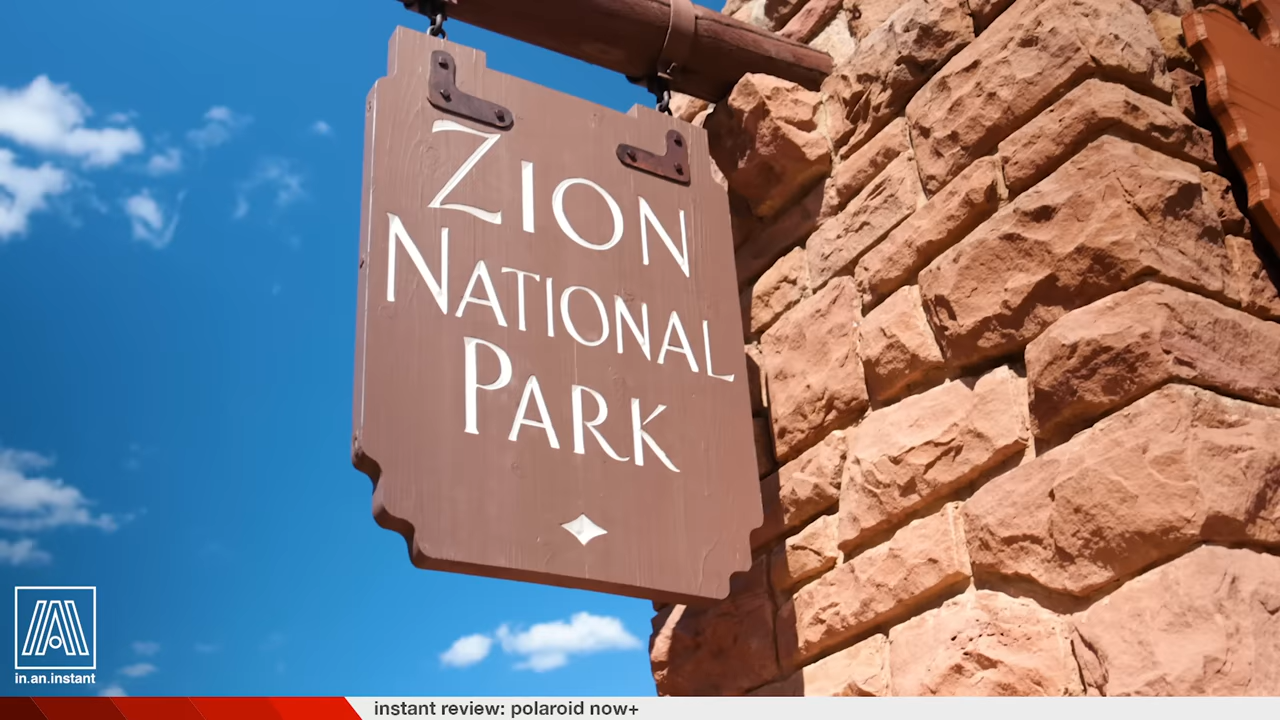 ZION
NATIONAL
PARK
in.an.instant
instant review: polaroid now+